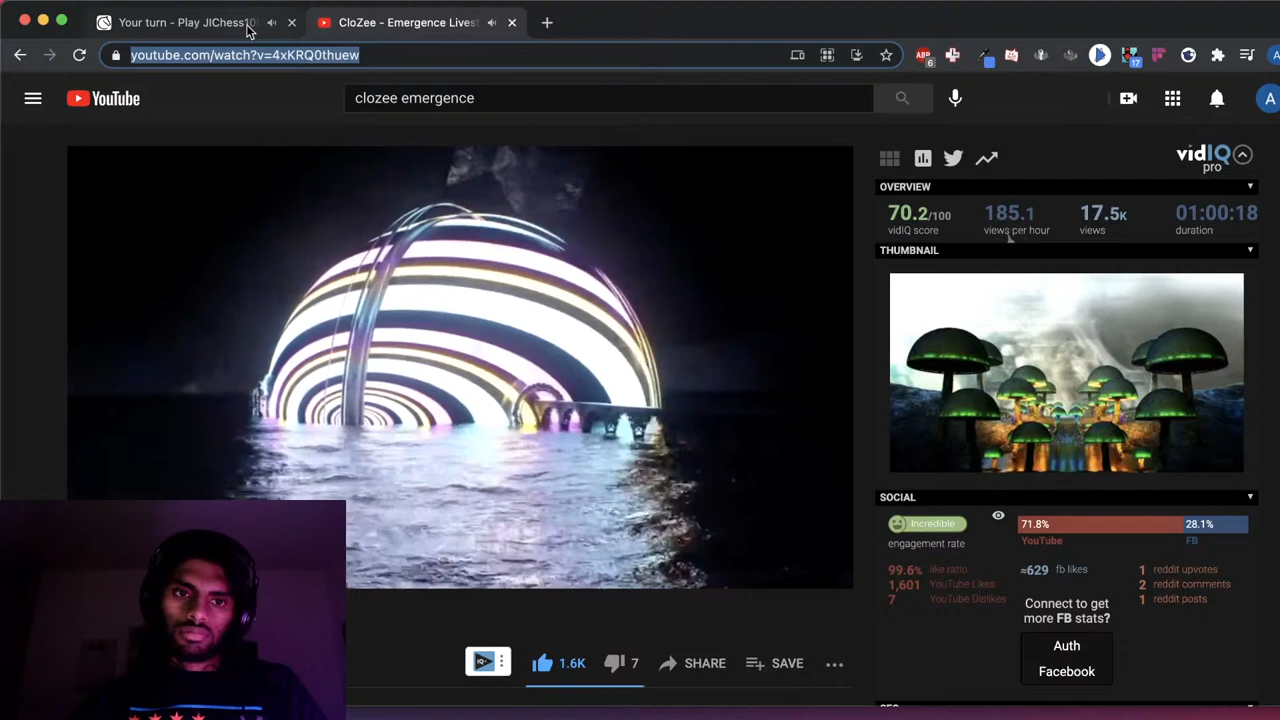 Your turn - Play JIChess10
CloZee - Emergence Lives
youtube.com/watch?v=4xKRQ0thuew
6
17
A
YouTube
clozee emergence
A
vidIQ
pro
OVERVIEW
70.2/100
185.1
17.5K
01:00:18
vidIQ score
views per hour
views
duration
THUMBNAIL
SOCIAL
Incredible
engagement rate
71.8%
28.1%
YouTube
FB
99.6% like ratio
≈629 fb likes
1 reddit upvotes
1,601 YouTube Likes
2 reddit comments
7 YouTube Dislikes
1 reddit posts
Connect to get
more FB stats?
Auth
Facebook
IQ
1.6K
7
SHARE
SAVE